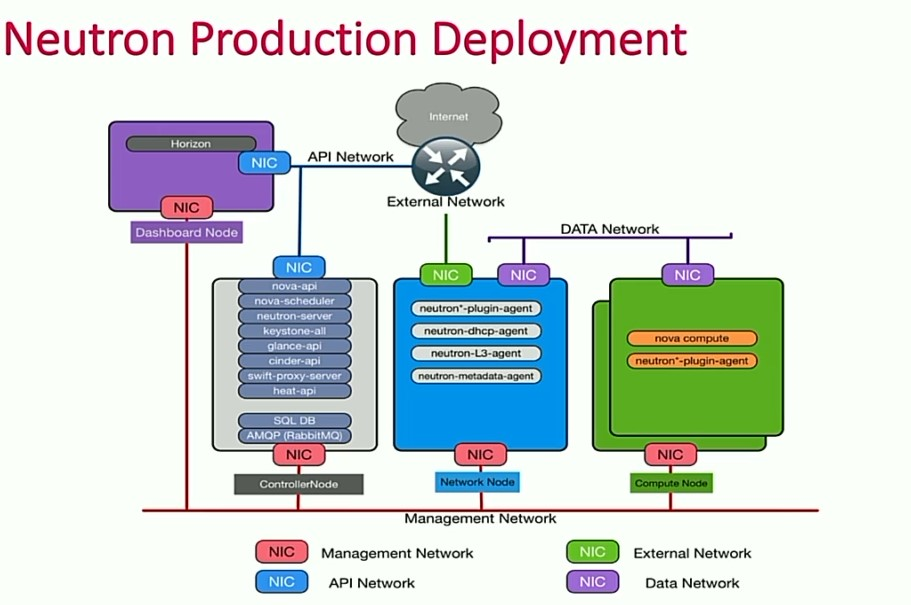 Neutron Production Deployment
Internet
Horizon
NIC
API Network
NIC
External Network
Dashboard Node
DATA Network
NIC
NIC
NIC
NIC
nova-api
nova-scheduler
neutron-server
keystone-all
glance-api
cinder-api
swift-proxy-server
heat-api
SQL DB
AMQP (RabbitMQ)
neutron*-plugin-agent
neutron-dhcp-agent
neutron-L3-agent
neutron-metadata-agent
nova compute
neutron*-plugin-agent
NIC
NIC
NIC
ControllerNode
Network Node
Compute Node
Management Network
NIC Management Network
NIC External Network
NIC API Network
NIC Data Network